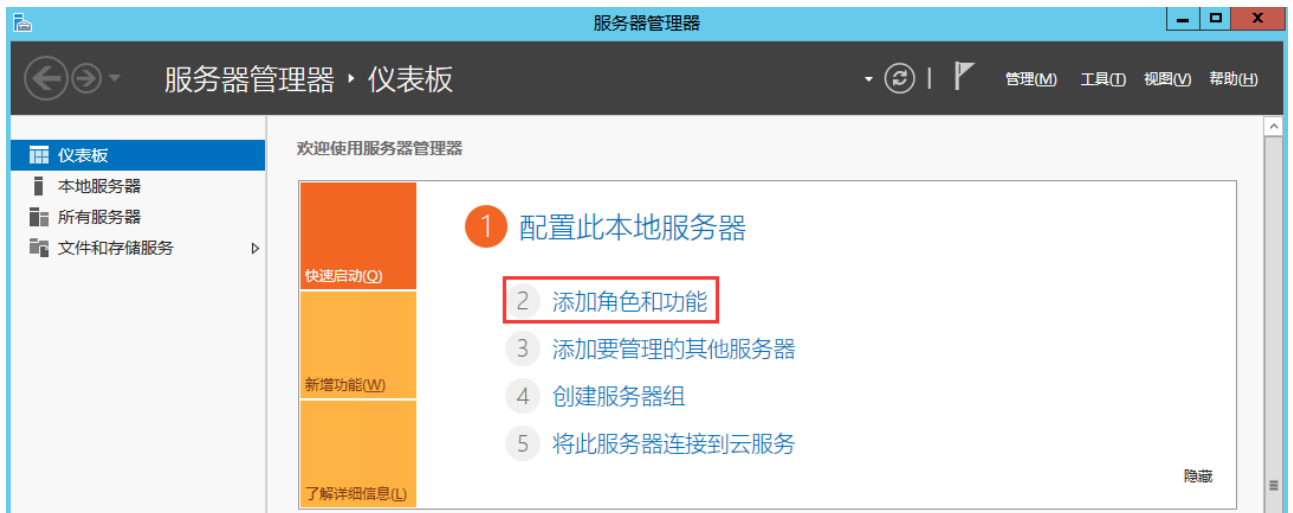 服务器管理器
服务器管理器 · 仪表板
管理(M) 工具(T) 视图(V) 帮助(H)
仪表板
本地服务器
所有服务器
文件和存储服务
欢迎使用服务器管理器
快速启动(Q)
新增功能(W)
了解详细信息(L)
1 配置此本地服务器
2 添加角色和功能
3 添加要管理的其他服务器
4 创建服务器组
5 将此服务器连接到云服务
隐藏